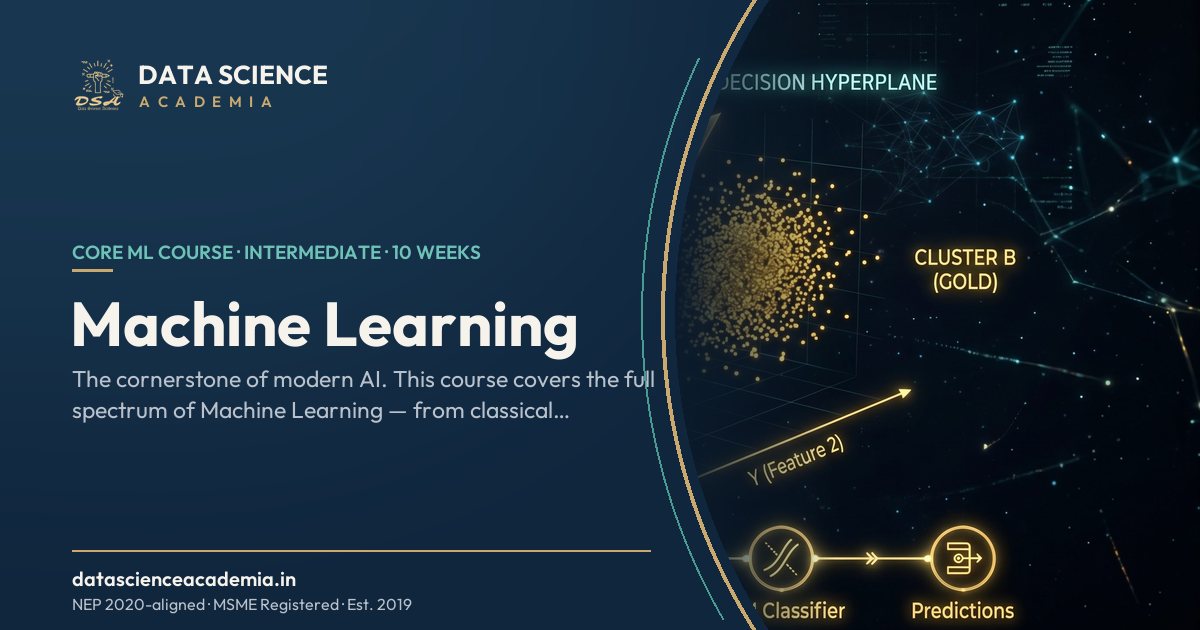 DSA
DATA SCIENCE
ACADEMIA
CORE ML COURSE · INTERMEDIATE · 10 WEEKS
Machine Learning
The cornerstone of modern AI. This course covers the full
spectrum of Machine Learning — from classical...
datascienceacademia.in
NEP 2020-aligned · MSME Registered · Est. 2019
DECISION HYPERPLANE
CLUSTER B
(GOLD)
Y (Feature 2)
Classifier
Predictions